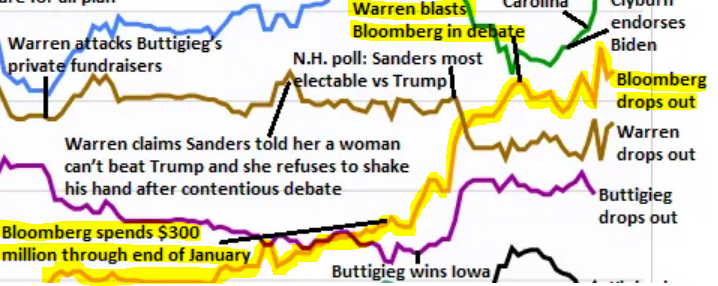 are for all plan
Warren blasts
Bloomberg in debate
Carolina
Clyburn
endorses
Biden
Warren attacks Buttigieg's
private fundraisers
N.H. poll: Sanders most
electable vs Trump
Bloomberg
drops out
Warren claims Sanders told her a woman
can't beat Trump and she refuses to shake
his hand after contentious debate
Warren
drops out
Buttigieg
drops out
Bloomberg spends $300
million through end of January
Buttigieg wins Iowa